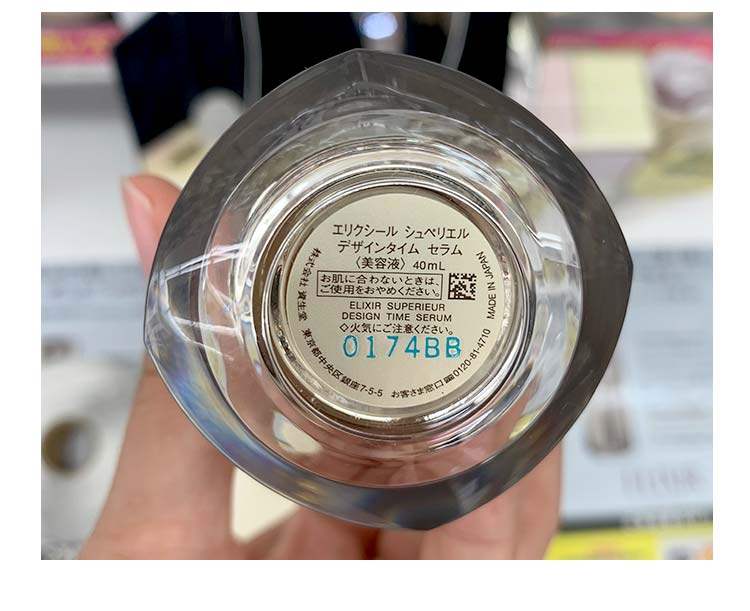 エリクシール シュペリエル
デザインタイム セラム
〈美容液〉 40mL
お肌に合わないときは、
ご使用をおやめください。
ELIXIR SUPERIEUR
DESIGN TIME SERUM
◇火気にご注意ください。
0174BB
株式会社 資生堂 東京都中央区銀座7-5-5 お客さま窓口 0120-81-4710 MADE IN JAPAN